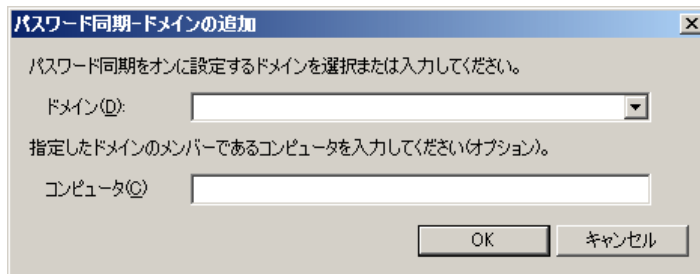 パスワード同期-ドメインの追加
パスワード同期をオンに設定するドメインを選択または入力してください。
ドメイン(D):
指定したドメインのメンバーであるコンピュータを入力してください(オプション)。
コンピュータ(C)
OK
キャンセル